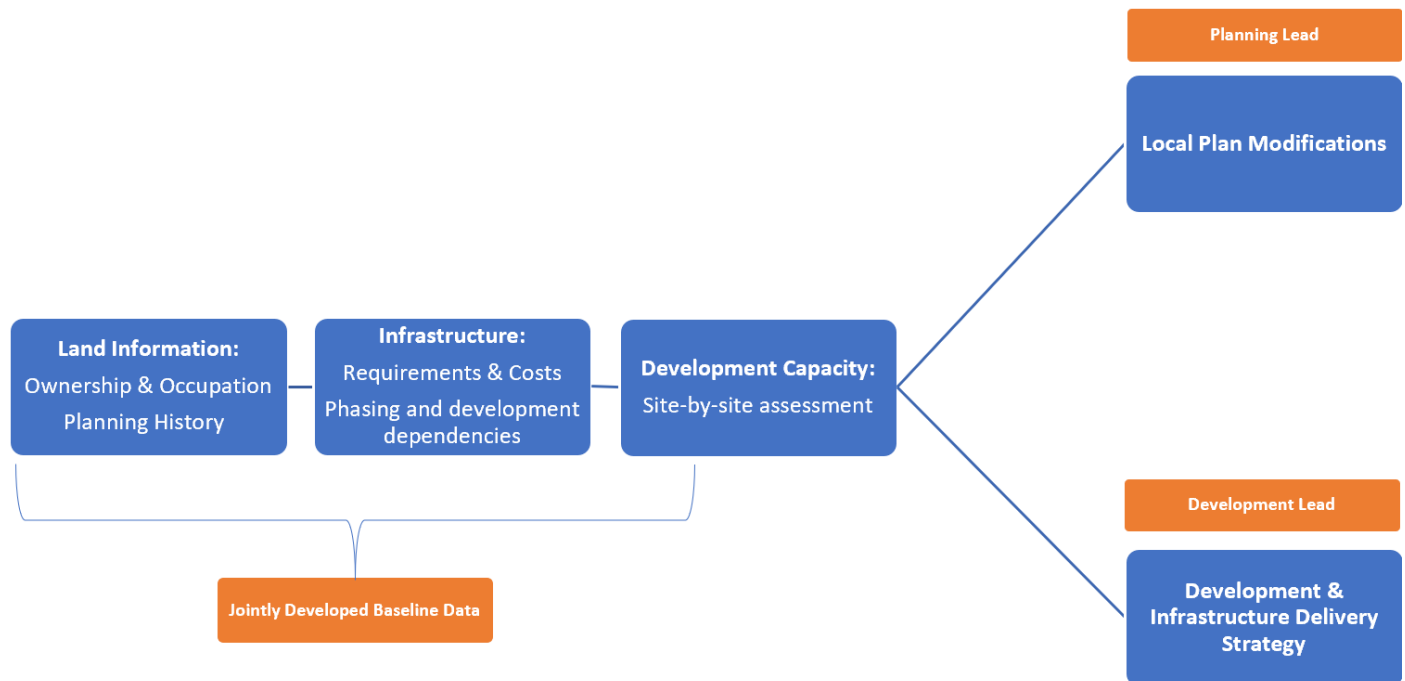 Planning Lead
Local Plan Modifications
Land Information:
Ownership & Occupation
Planning History
Infrastructure:
Requirements & Costs
Phasing and development
dependencies
Development Capacity:
Site-by-site assessment
Jointly Developed Baseline Data
Development Lead
Development &
Infrastructure Delivery
Strategy